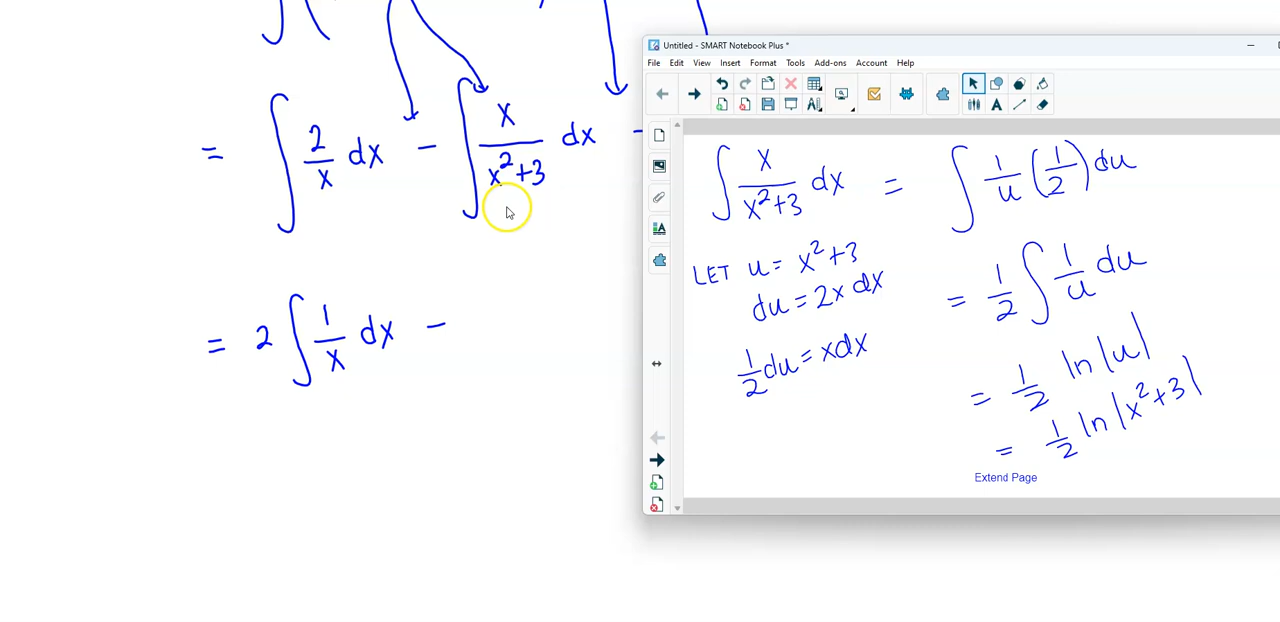 = ∫ 2/x dx − ∫ x/(x²+3) dx −
= 2 ∫ 1/x dx −
Untitled - SMART Notebook Plus *
File Edit View Insert Format Tools Add-ons Account Help
∫ x/(x²+3) dx = ∫ 1/u (1/2) du
LET u = x²+3
du = 2x dx
1/2 du = xdx
= 1/2 ∫ 1/u du
= 1/2 ln|u|
= 1/2 ln|x²+3|
Extend Page